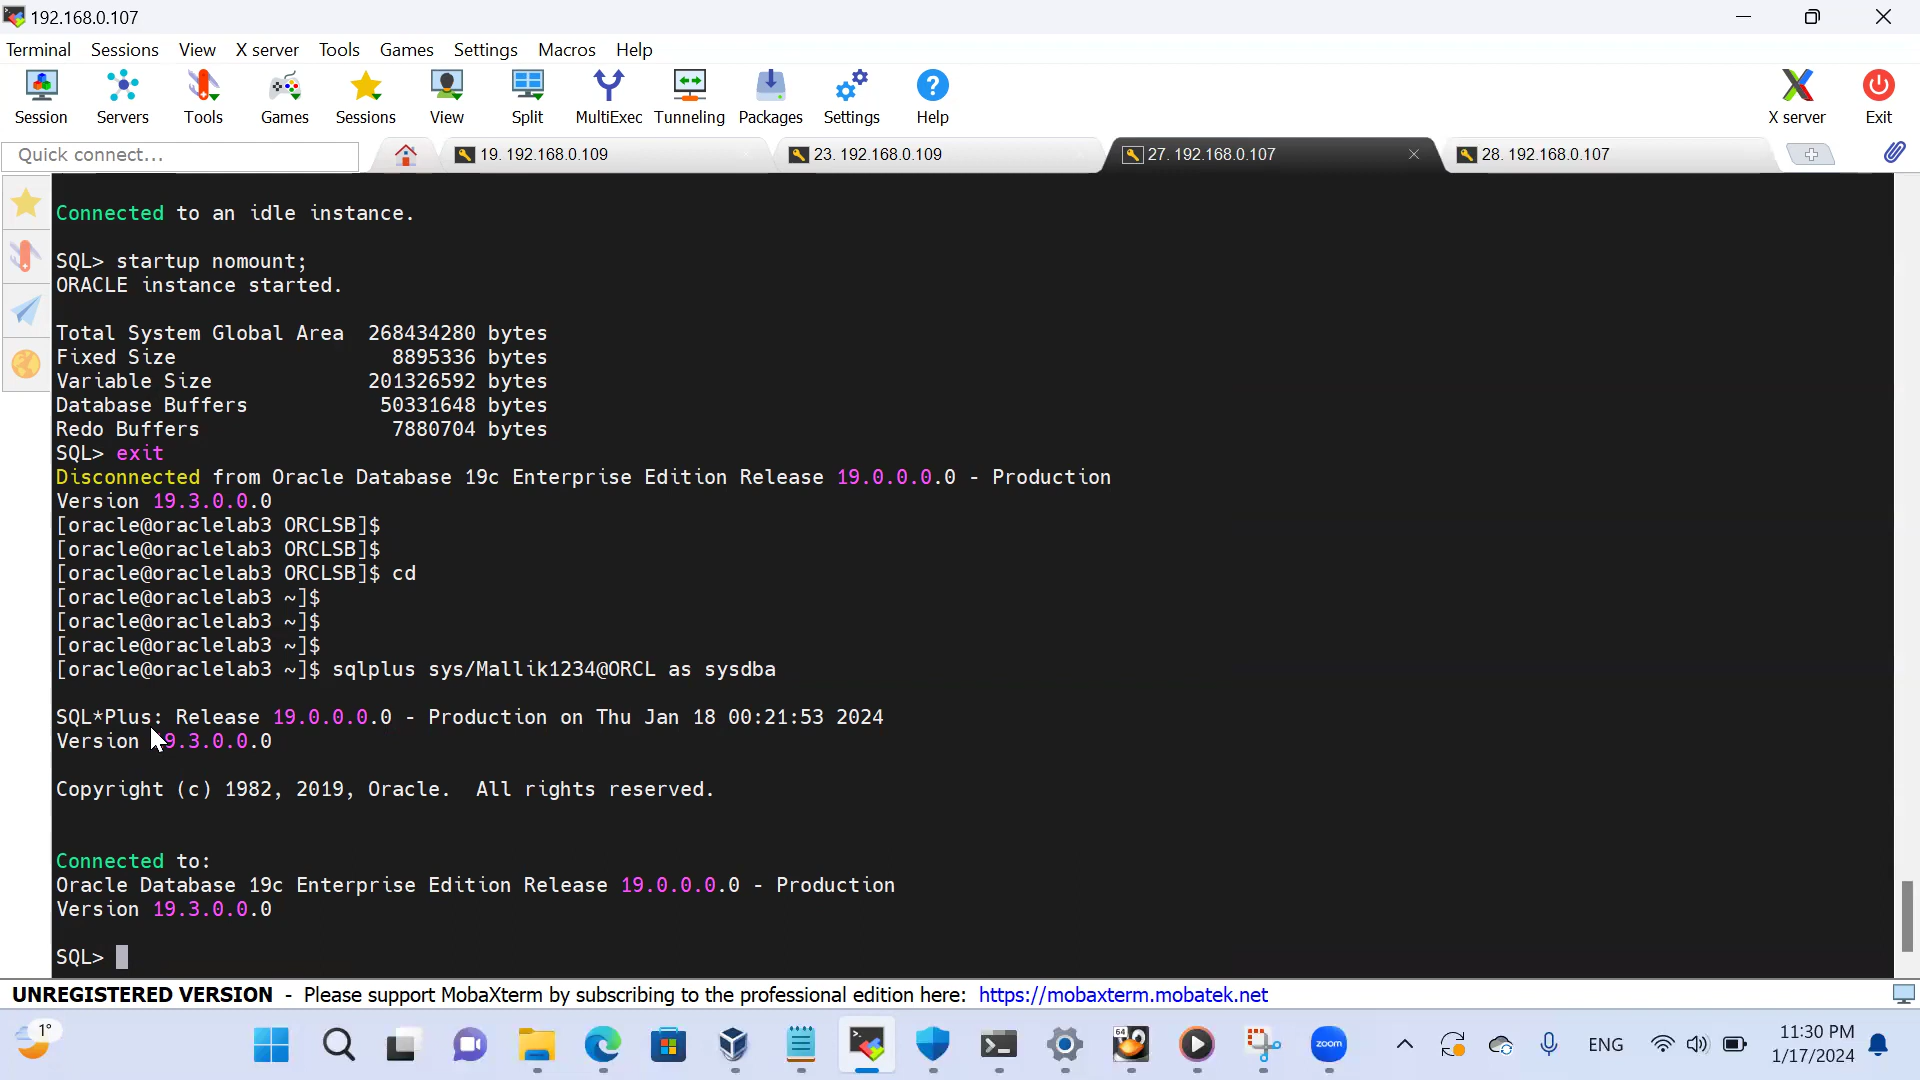 192.168.0.107
Terminal Sessions View X server Tools Games Settings Macros Help
Session Servers Tools Games Sessions View Split MultiExec Tunneling Packages Settings Help X server Exit
Quick connect... 19. 192.168.0.109 23. 192.168.0.109 27. 192.168.0.107 28. 192.168.0.107
Connected to an idle instance.
SQL> startup nomount;
ORACLE instance started.
Total System Global Area 268434280 bytes
Fixed Size 8895336 bytes
Variable Size 201326592 bytes
Database Buffers 50331648 bytes
Redo Buffers 7880704 bytes
SQL> exit
Disconnected from Oracle Database 19c Enterprise Edition Release 19.0.0.0.0 - Production
Version 19.3.0.0.0
[oracle@oraclelab3 ORCLSB]$
[oracle@oraclelab3 ORCLSB]$
[oracle@oraclelab3 ORCLSB]$ cd
[oracle@oraclelab3 ~]$
[oracle@oraclelab3 ~]$
[oracle@oraclelab3 ~]$
[oracle@oraclelab3 ~]$ sqlplus sys/Mallik1234@ORCL as sysdba
SQL*Plus: Release 19.0.0.0.0 - Production on Thu Jan 18 00:21:53 2024
Version 19.3.0.0.0
Copyright (c) 1982, 2019, Oracle. All rights reserved.
Connected to:
Oracle Database 19c Enterprise Edition Release 19.0.0.0.0 - Production
Version 19.3.0.0.0
SQL>
UNREGISTERED VERSION - Please support MobaXterm by subscribing to the professional edition here: https://mobaxterm.mobatek.net
1° 64 zoom ENG 11:30 PM
1/17/2024